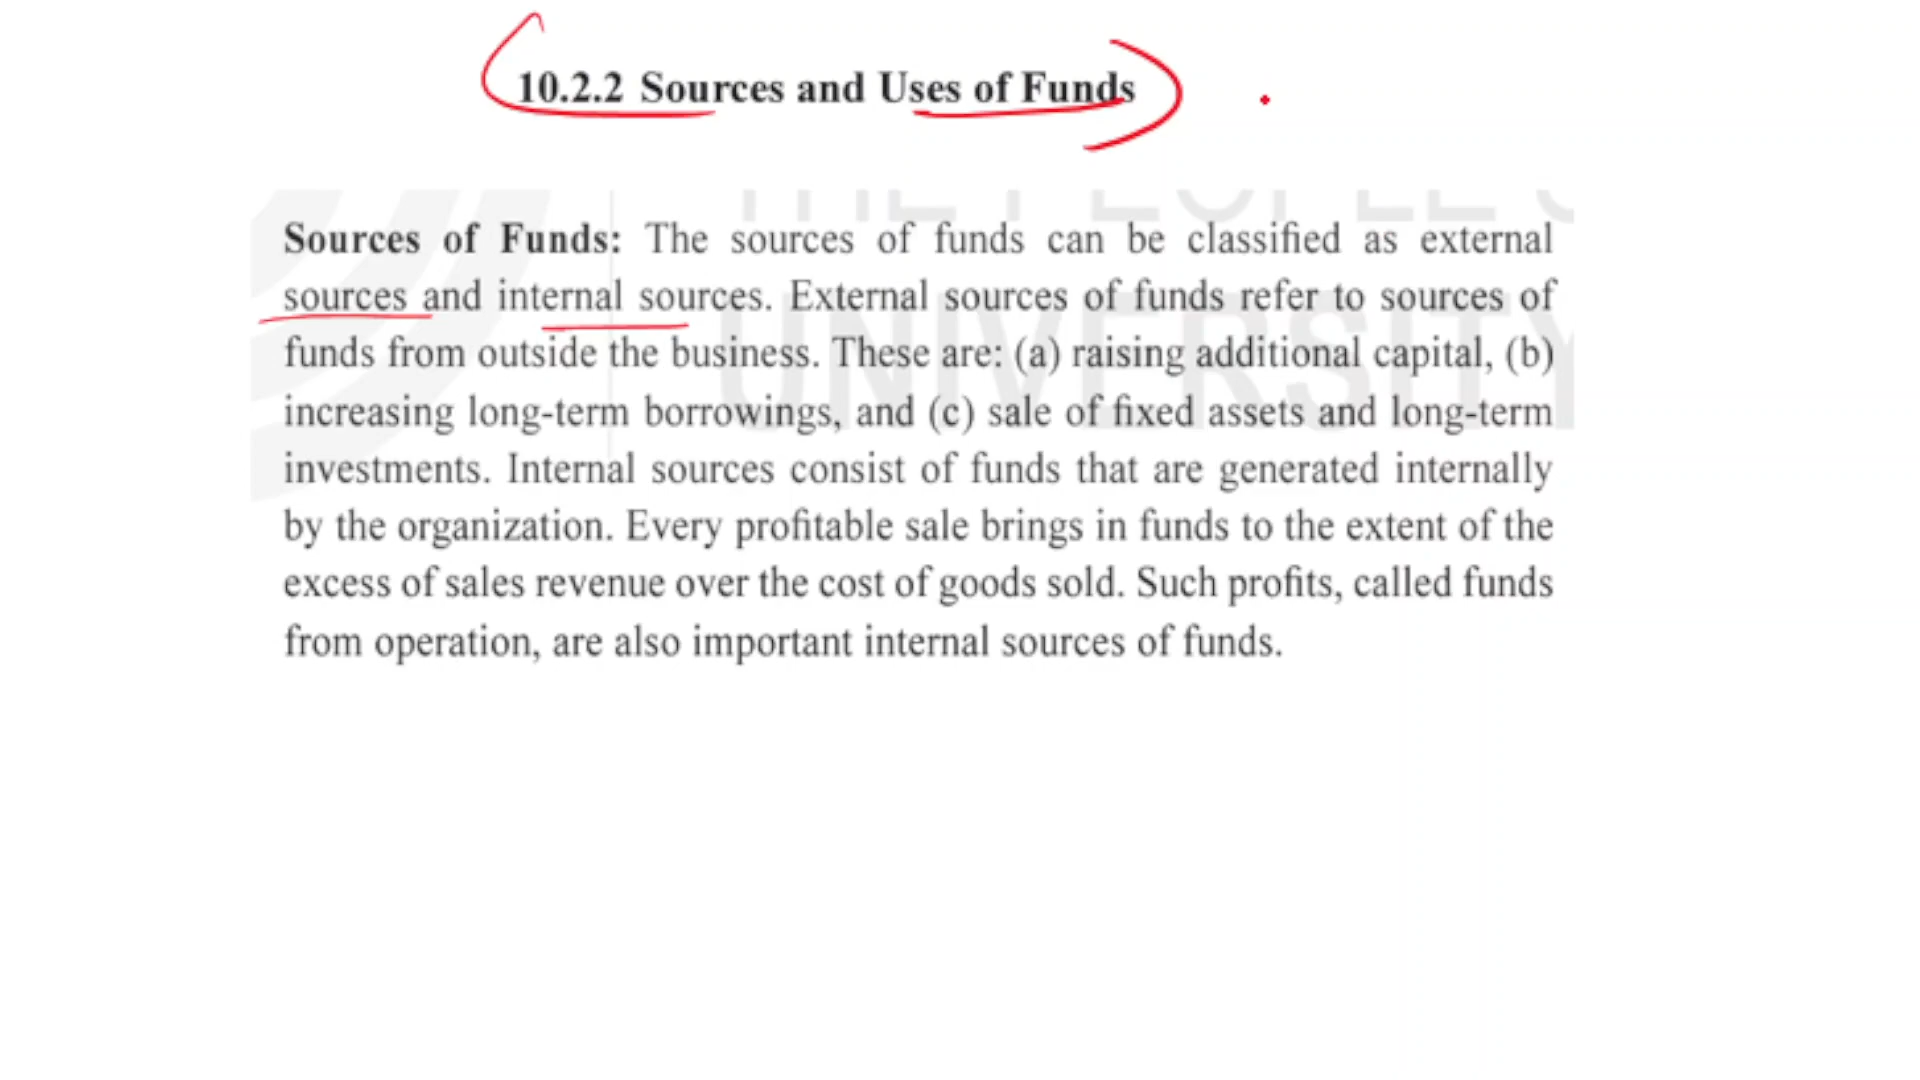 10.2.2 Sources and Uses of Funds
Sources of Funds: The sources of funds can be classified as external
sources and internal sources. External sources of funds refer to sources of
funds from outside the business. These are: (a) raising additional capital, (b)
increasing long-term borrowings, and (c) sale of fixed assets and long-term
investments. Internal sources consist of funds that are generated internally
by the organization. Every profitable sale brings in funds to the extent of the
excess of sales revenue over the cost of goods sold. Such profits, called funds
from operation, are also important internal sources of funds.
UNIVERSITY